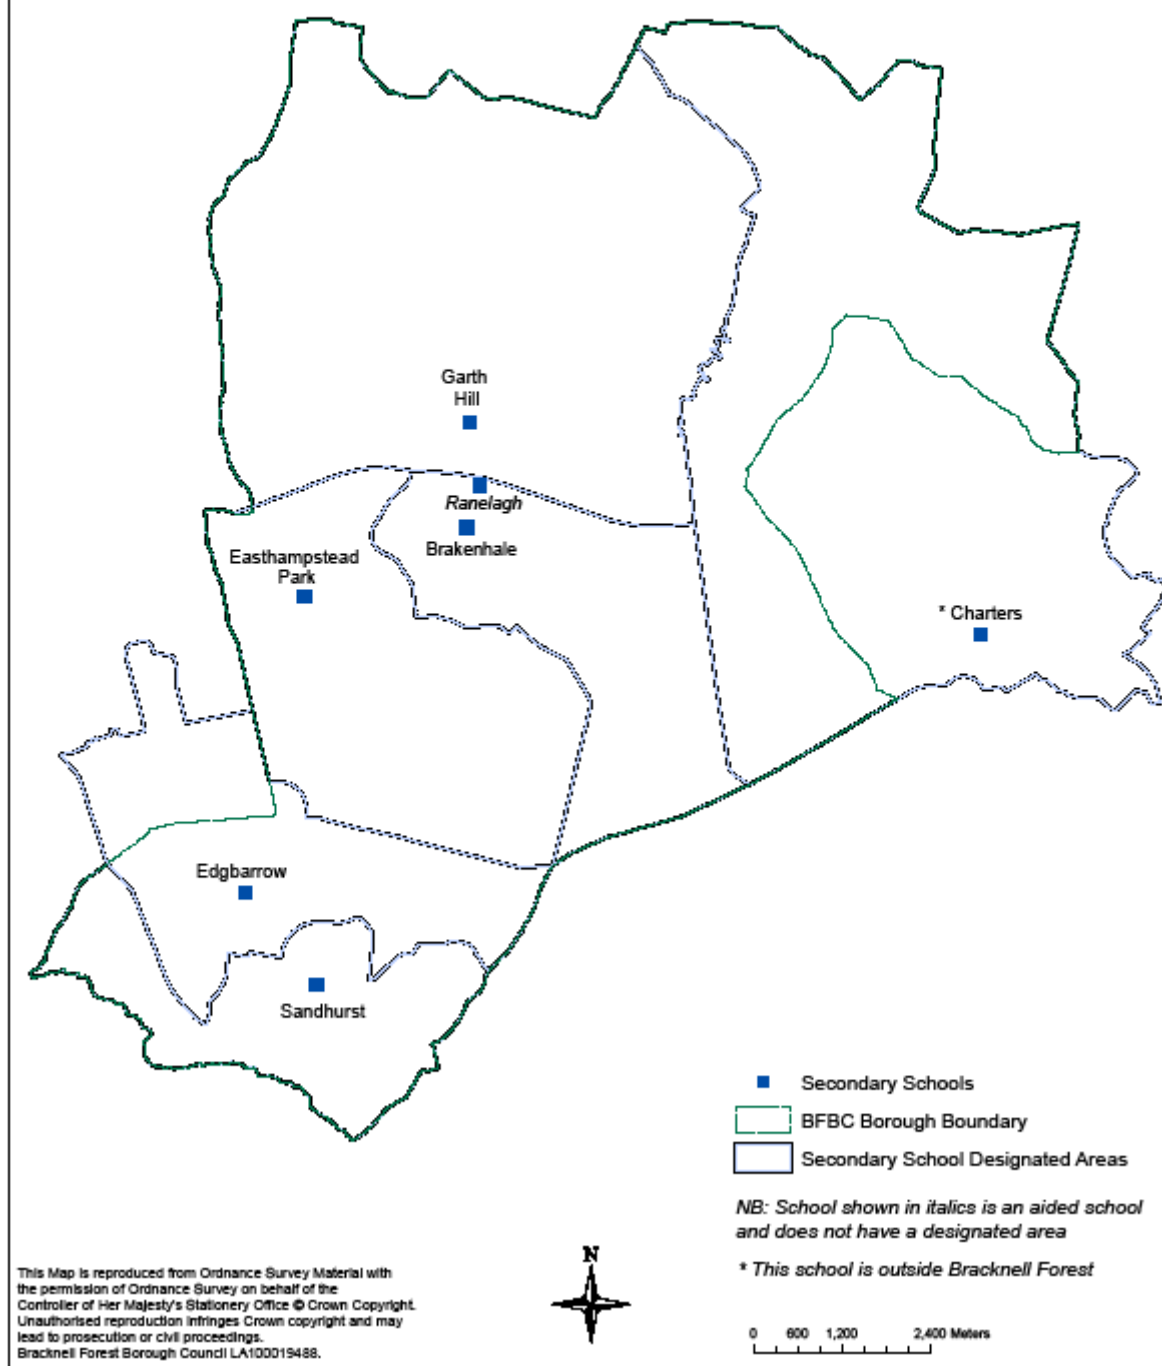 Garth
Hill
Ranelagh
Brakenhale
Easthampstead
Park
* Charters
Edgbarrow
Sandhurst
Secondary Schools
BFBC Borough Boundary
Secondary School Designated Areas
NB: School shown in italics is an aided school
and does not have a designated area
* This school is outside Bracknell Forest
N
0 600 1,200 2,400 Meters
This Map is reproduced from Ordnance Survey Material with
the permission of Ordnance Survey on behalf of the
Controller of Her Majesty's Stationery Office © Crown Copyright.
Unauthorised reproduction infringes Crown copyright and may
lead to prosecution or civil proceedings.
Bracknell Forest Borough Council LA100019488.